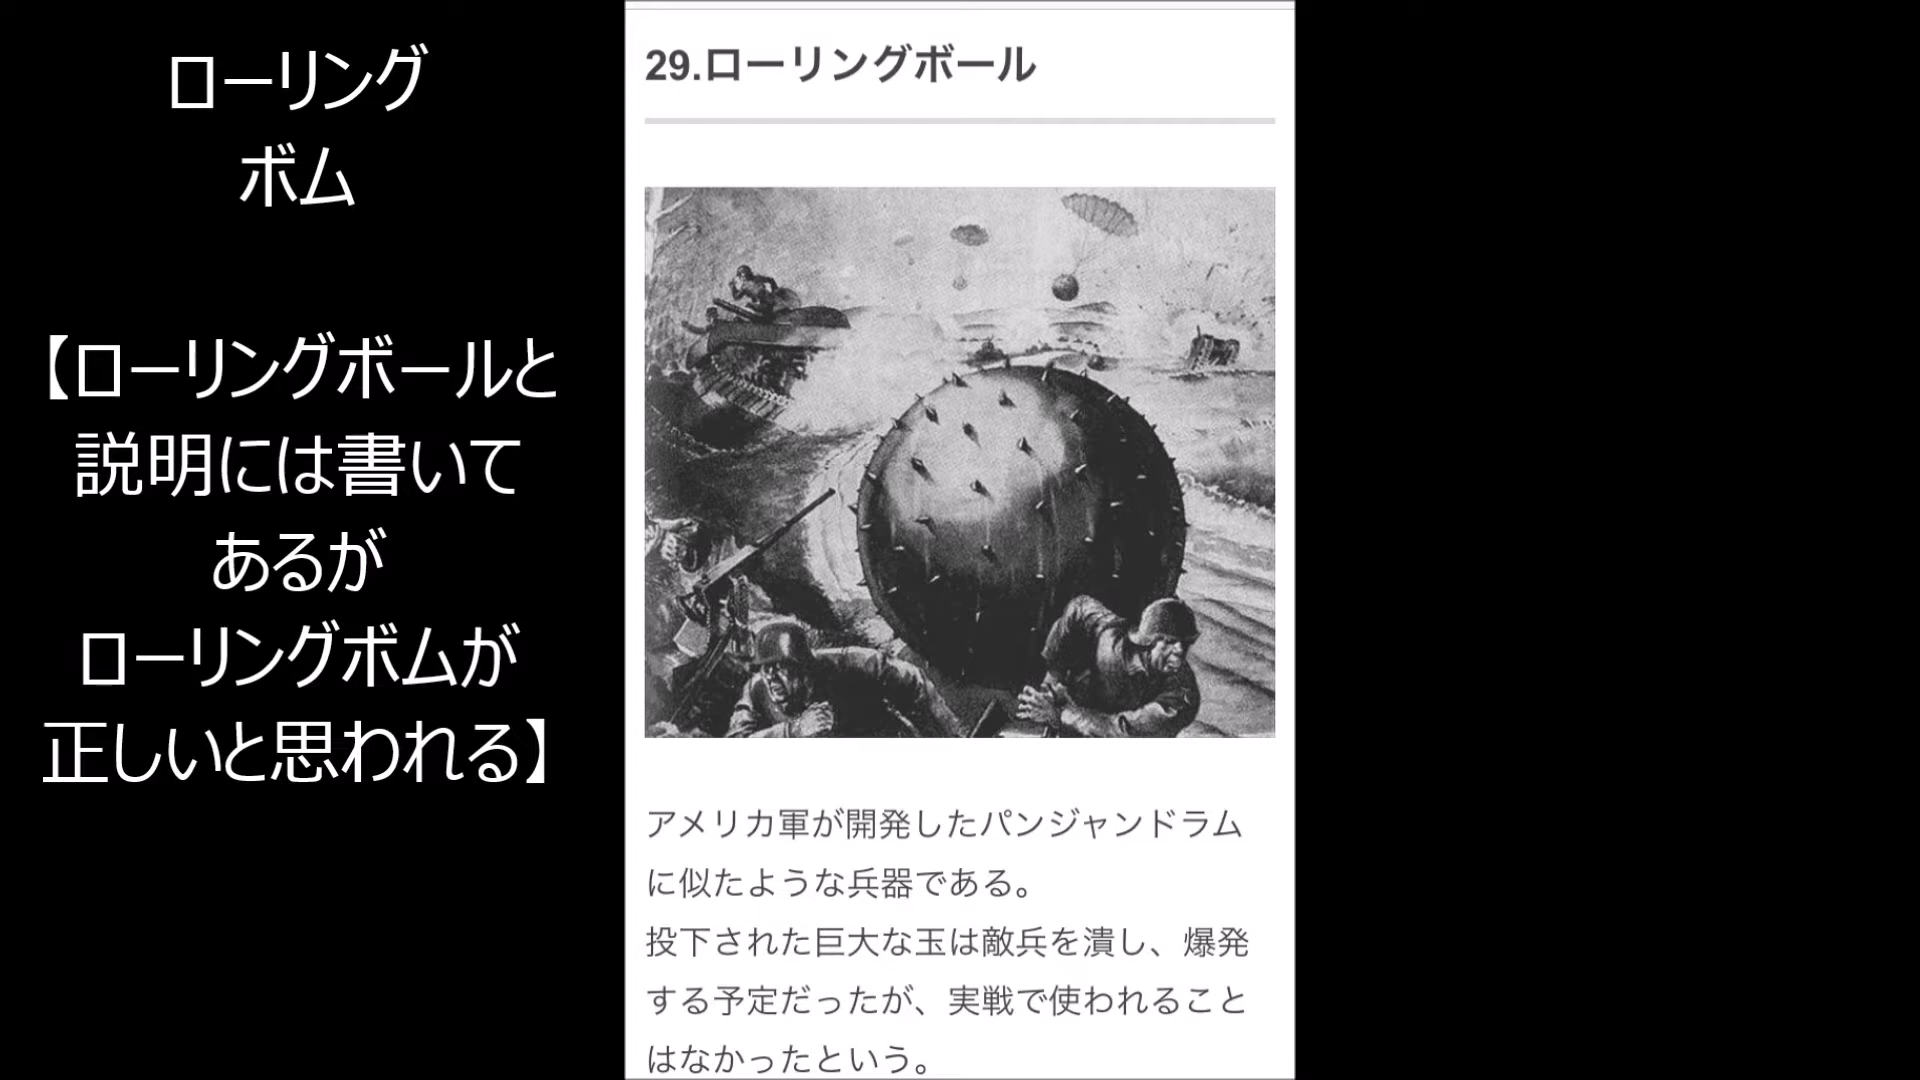 ローリング
ボム
【ローリングボールと
説明には書いて
あるが
ローリングボムが
正しいと思われる】
29.ローリングボール
アメリカ軍が開発したパンジャンドラム
に似たような兵器である。
投下された巨大な玉は敵兵を潰し、爆発
する予定だったが、実戦で使われること
はなかったという。